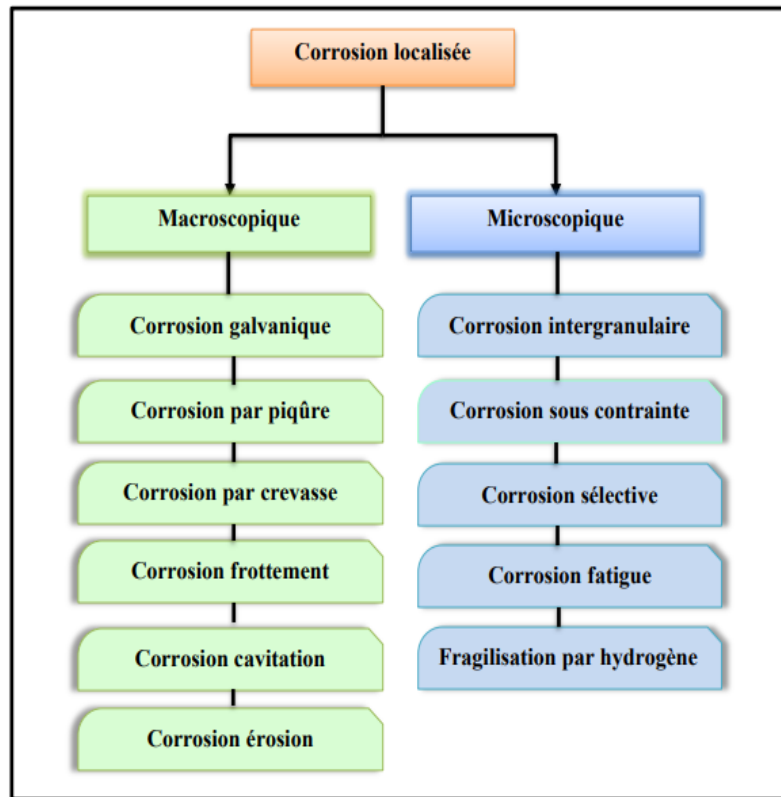 Corrosion localisée
Macroscopique
Corrosion galvanique
Corrosion par piqûre
Corrosion par crevasse
Corrosion frottement
Corrosion cavitation
Corrosion érosion
Microscopique
Corrosion intergranulaire
Corrosion sous contrainte
Corrosion sélective
Corrosion fatigue
Fragilisation par hydrogène